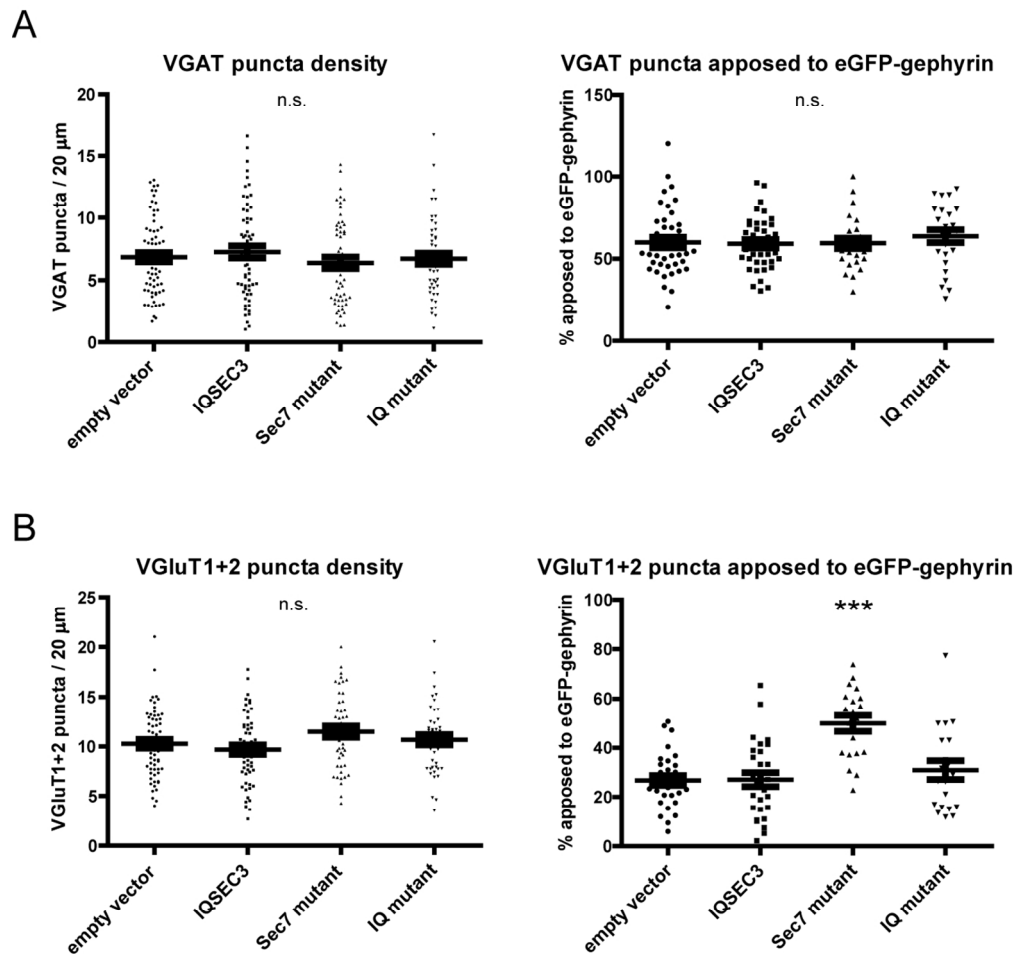 A
VGAT puncta density
n.s.
VGAT puncta / 20 µm
20
15
10
5
0
empty vector
IQSEC3
Sec7 mutant
IQ mutant
VGAT puncta apposed to eGFP-gephyrin
n.s.
% apposed to eGFP-gephyrin
150
100
50
0
empty vector
IQSEC3
Sec7 mutant
IQ mutant
B
VGluT1+2 puncta density
n.s.
VGluT1+2 puncta / 20 µm
25
20
15
10
5
0
empty vector
IQSEC3
Sec7 mutant
IQ mutant
VGluT1+2 puncta apposed to eGFP-gephyrin
***
% apposed to eGFP-gephyrin
100
80
60
40
20
0
empty vector
IQSEC3
Sec7 mutant
IQ mutant